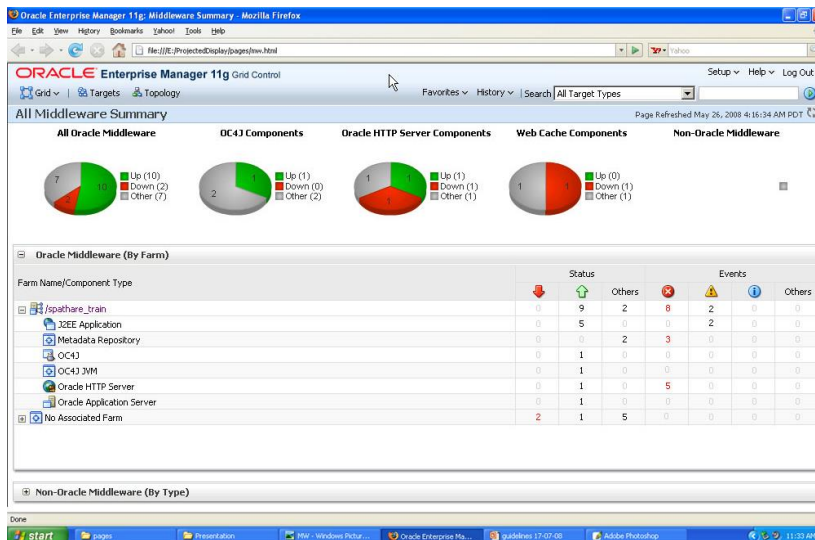 Oracle Enterprise Manager 11g: Middleware Summary - Mozilla Firefox
File Edit View History Bookmarks Yahoo! Tools Help
file:///E:/ProjectedDisplay/pages/mw.html
Yahoo
ORACLE Enterprise Manager 11g Grid Control
Setup Help Log Out
Grid Targets Topology
Favorites History Search All Target Types
All Middleware Summary
Page Refreshed May 26, 2008 4:16:34 AM PDT
All Oracle Middleware OC4J Components Oracle HTTP Server Components Web Cache Components Non-Oracle Middleware
7 10 2 Up (10) Down (2) Other (7)
1 2 Up (1) Down (0) Other (2)
1 1 1 Up (1) Down (1) Other (1)
1 1 Up (0) Down (1) Other (1)
Oracle Middleware (By Farm)
Farm Name/Component Type
Status Events
Others Others
/spathare_train 0 9 2 8 2 0 0
J2EE Application 0 5 0 0 2 0 0
Metadata Repository 0 0 2 3 0 0 0
OC4J 0 1 0 0 0 0 0
OC4J JVM 0 1 0 0 0 0 0
Oracle HTTP Server 0 1 0 5 0 0 0
Oracle Application Server 0 1 0 0 0 0 0
No Associated Farm 2 1 5 0 0 0 0
Non-Oracle Middleware (By Type)
Done
start pages Presentation MW - Windows Pictur... Oracle Enterprise Ma... guidelines 17-07-08 Adobe Photoshop 11:33 AM